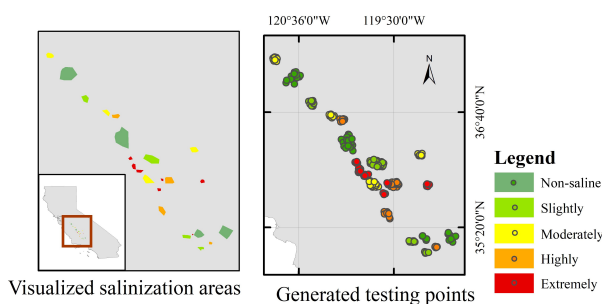 120°36'0"W
119°30'0"W
N
36°40'0"N
35°20'0"N
Legend
Non-saline
Slightly
Moderately
Highly
Extremely
Visualized salinization areas
Generated testing points